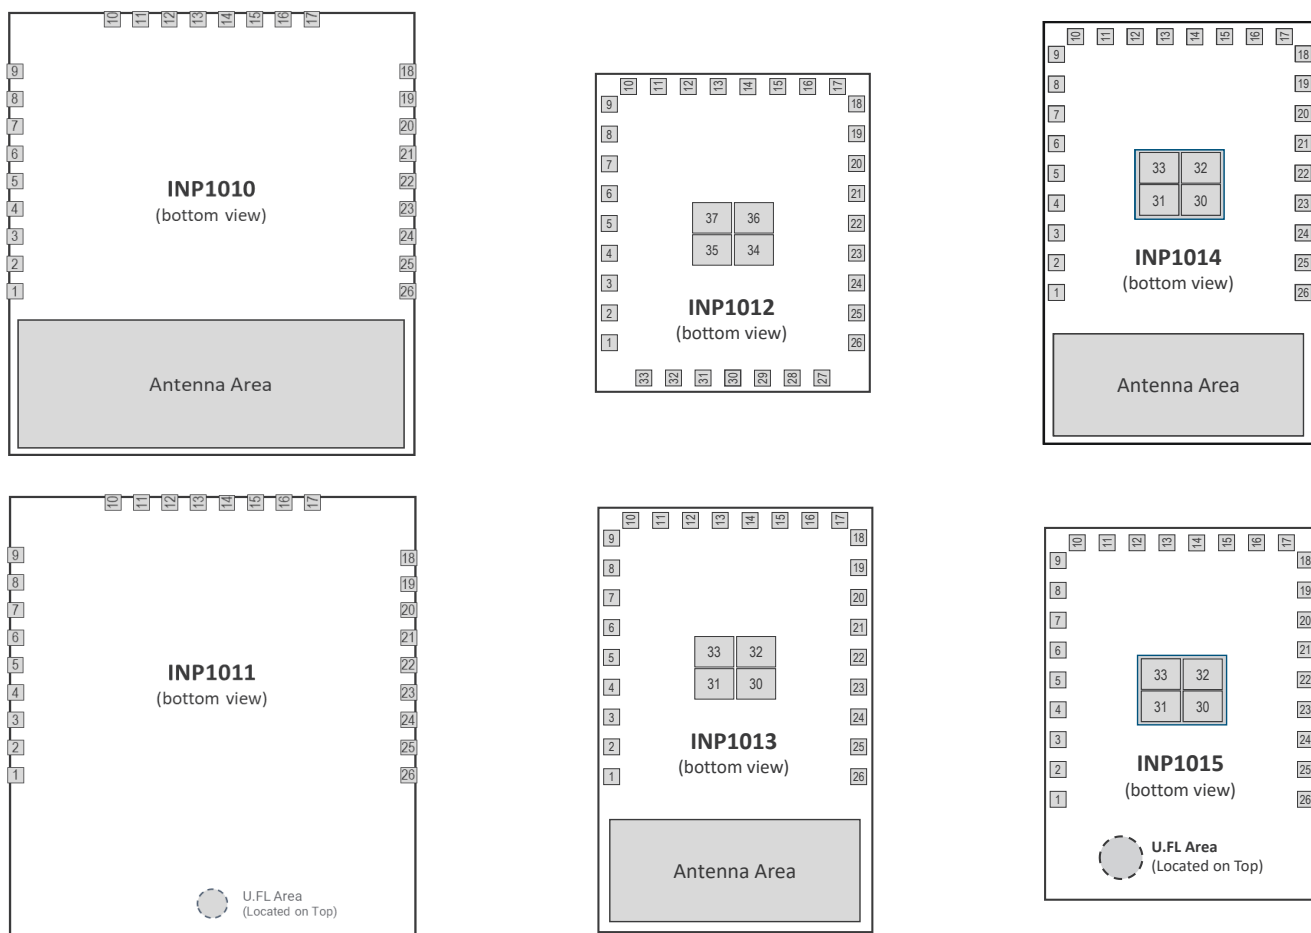 10 11 12 13 14 15 16 17
9 18
8 19
7 20
6 21
5 22
4 23
3 24
2 25
1 26
INP1010
(bottom view)
Antenna Area
10 11 12 13 14 15 16 17
9 18
8 19
7 20
6 21
5 22
4 23
3 24
2 25
1 26
37 36
35 34
INP1012
(bottom view)
33 32 31 30 29 28 27
10 11 12 13 14 15 16 17
9 18
8 19
7 20
6 21
5 22
4 23
3 24
2 25
1 26
33 32
31 30
INP1014
(bottom view)
Antenna Area
10 11 12 13 14 15 16 17
9 18
8 19
7 20
6 21
5 22
4 23
3 24
2 25
1 26
INP1011
(bottom view)
U.FL Area
(Located on Top)
10 11 12 13 14 15 16 17
9 18
8 19
7 20
6 21
5 22
4 23
3 24
2 25
1 26
33 32
31 30
INP1013
(bottom view)
Antenna Area
10 11 12 13 14 15 16 17
9 18
8 19
7 20
6 21
5 22
4 23
3 24
2 25
1 26
33 32
31 30
INP1015
(bottom view)
U.FL Area
(Located on Top)